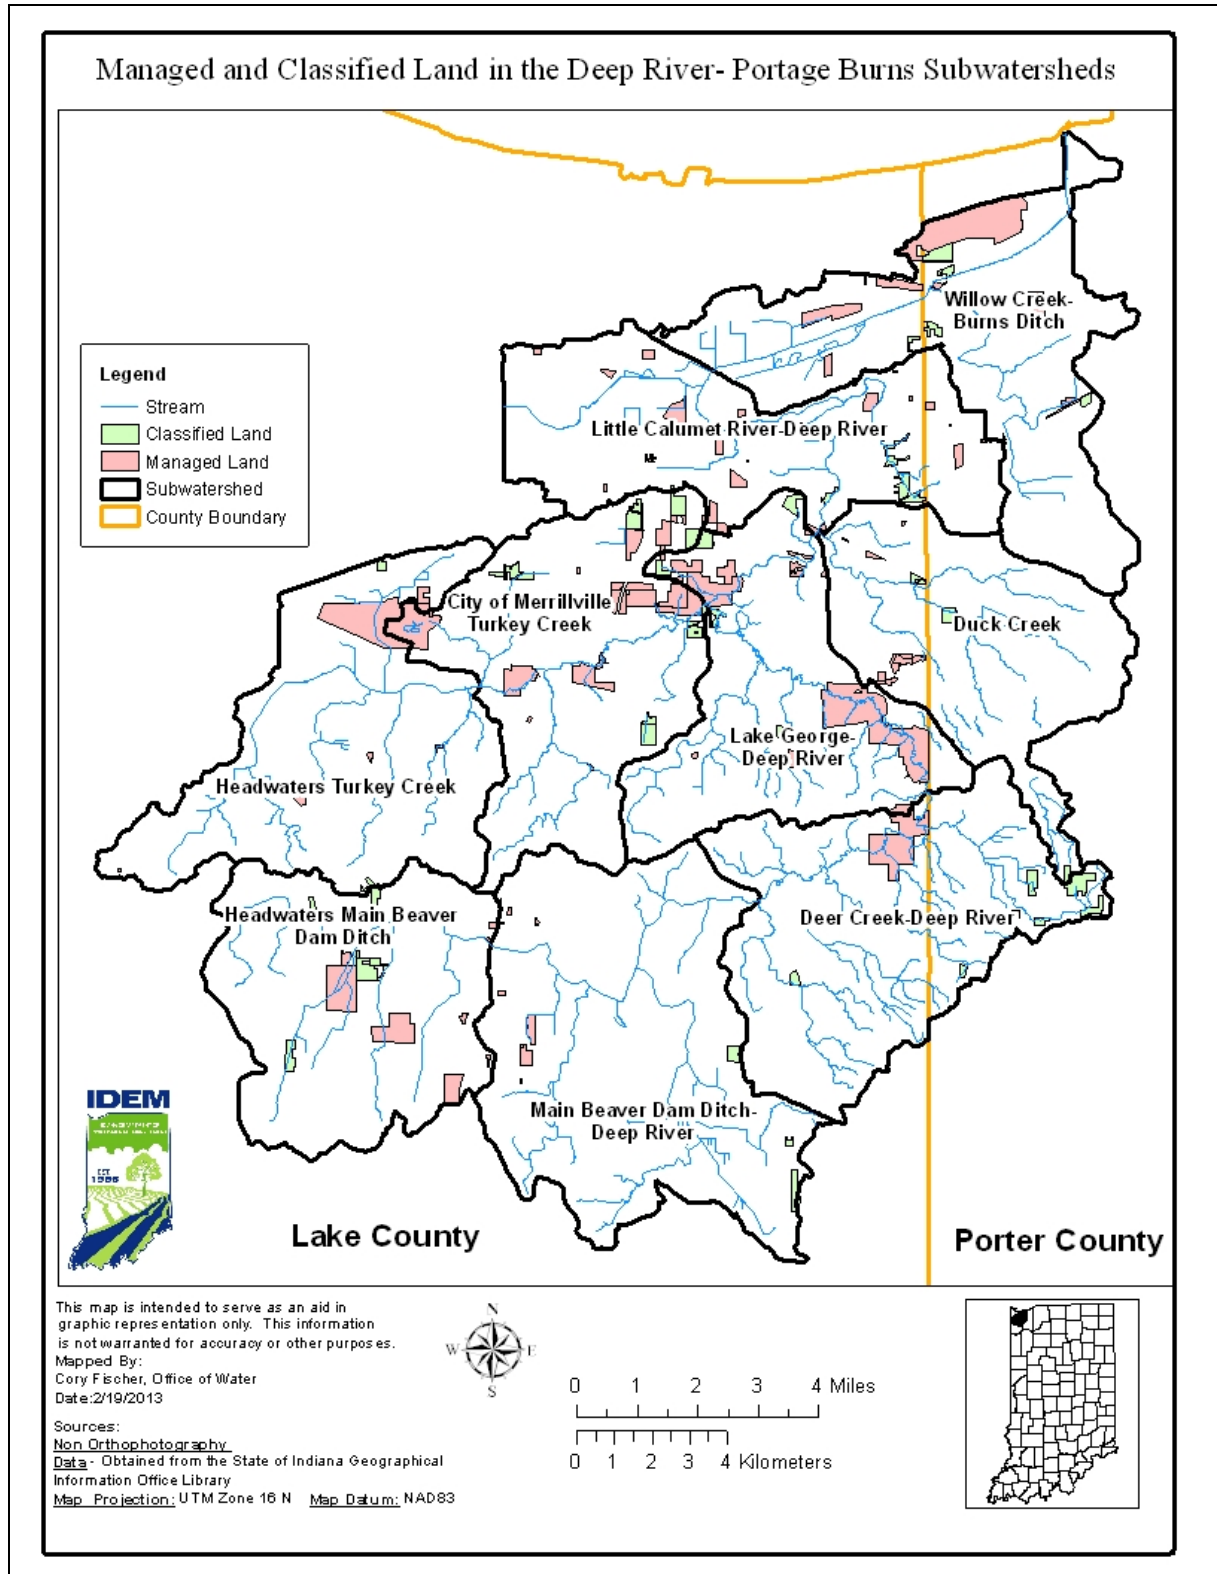 Managed and Classified Land in the Deep River- Portage Burns Subwatersheds
Willow Creek-
Burns Ditch
Legend
Stream
Classified Land
Managed Land
Subwatershed
County Boundary
Little Calumet River-Deep River
City of Merrillville
Turkey Creek
Duck Creek
Lake George-
Deep River
Headwaters Turkey Creek
Headwaters Main Beaver
Dam Ditch
Deer Creek-Deep River
Main Beaver Dam Ditch-
Deep River
IDEM
EST
1986
Lake County
Porter County
This map is intended to serve as an aid in
graphic representation only. This information
is not warranted for accuracy or other purposes.
Mapped By:
Cory Fischer, Office of Water
Date:2/19/2013
Sources:
Non Orthophotography
Data - Obtained from the State of Indiana Geographical
Information Office Library
Map Projection: UTM Zone 16 N Map Datum: NAD83
N
W E
S
0 1 2 3 4 Miles
0 1 2 3 4 Kilometers